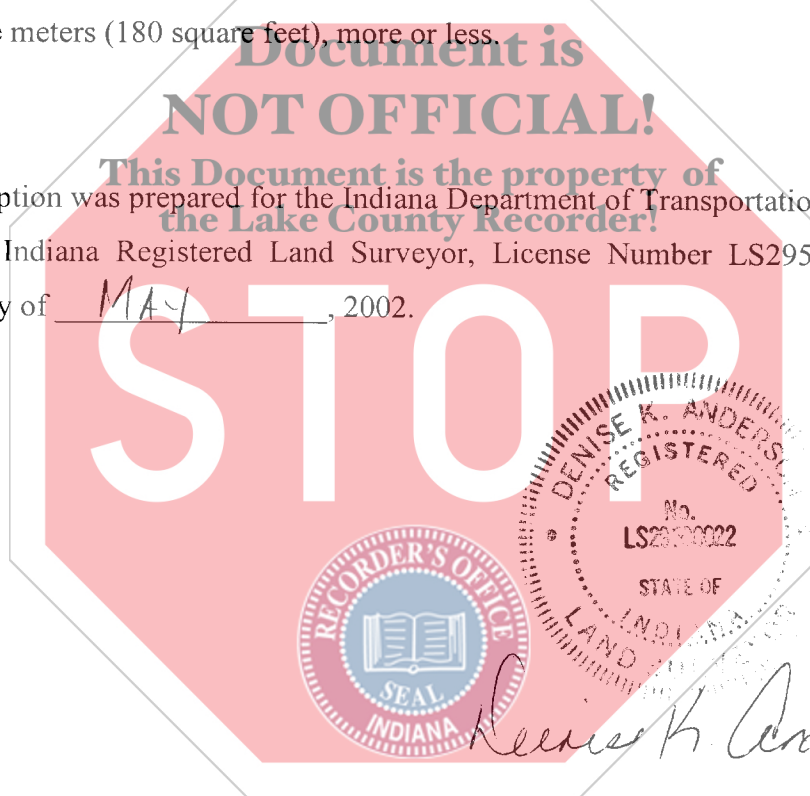 e meters (180 square feet), more or less.
Document is
NOT OFFICIAL!
This Document is the property of
the Lake County Recorder!
ption was prepared for the Indiana Department of Transportatio
Indiana Registered Land Surveyor, License Number LS295
y of MAY, 2002.
STOP
DENISE K. ANDERS
REGISTERED
No.
STATE OF
INDIANA
LAND
RECORDER'S OFFICE
SEAL
INDIANA
Denise K. An